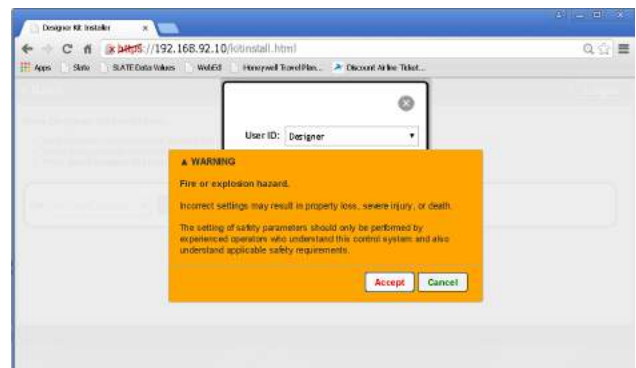 Designer Kit Installer
https://192.168.92.10/kitinstall.html
Apps Slate SLATE Data Values WebEd Honeywell Travel Plan... Discount Airline Ticket...
User ID: Designer
▲ WARNING
Fire or explosion hazard.
Incorrect settings may result in property loss, severe injury, or death.
The setting of safety parameters should only be performed by
experienced operators who understand this control system and also
understand applicable safety requirements.
Accept Cancel